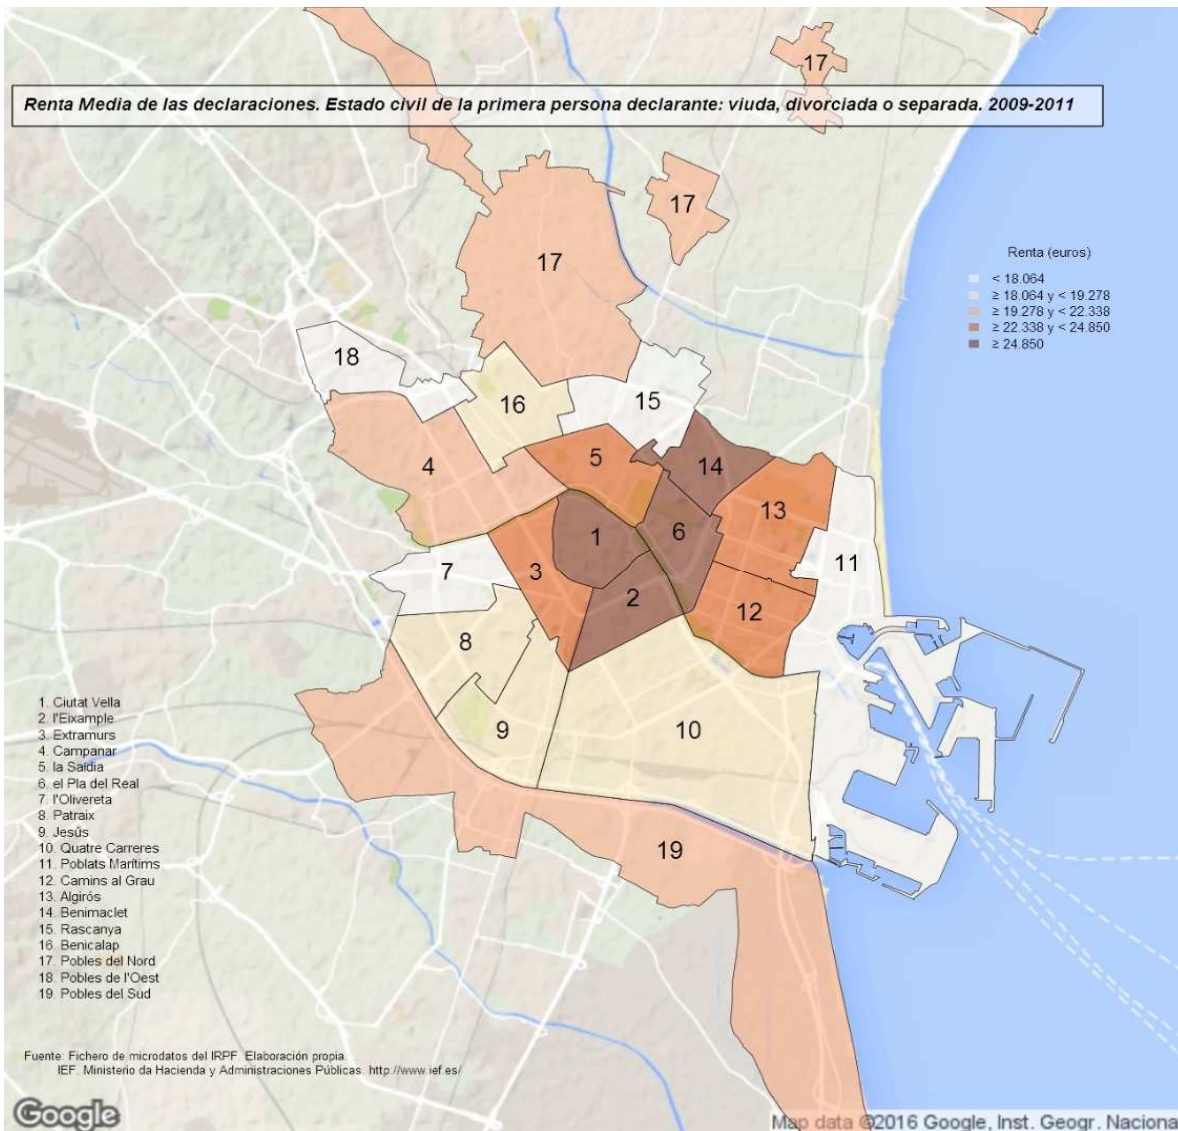 17
Renta Media de las declaraciones. Estado civil de la primera persona declarante: viuda, divorciada o separada. 2009-2011
17
17
Renta (euros)
< 18.064
≥ 18.064 y < 19.278
≥ 19.278 y < 22.338
≥ 22.338 y < 24.850
≥ 24.850
18
16
15
4
5
14
13
1
6
11
7
3
2
12
8
9
10
19
1. Ciutat Vella
2. l'Eixample
3. Extramurs
4. Campanar
5. la Saïdia
6. el Pla del Real
7. l'Olivereta
8. Patraix
9. Jesús
10. Quatre Carreres
11. Poblats Marítims
12. Camins al Grau
13. Algirós
14. Benimaclet
15. Rascanya
16. Benicalap
17. Pobles del Nord
18. Pobles de l'Oest
19. Pobles del Sud
Fuente: Fichero de microdatos del IRPF. Elaboración propia.
IEF. Ministerio da Hacienda y Administraciones Públicas. http://www.ief.es/
Google
Map data ©2016 Google, Inst. Geogr. Naciona